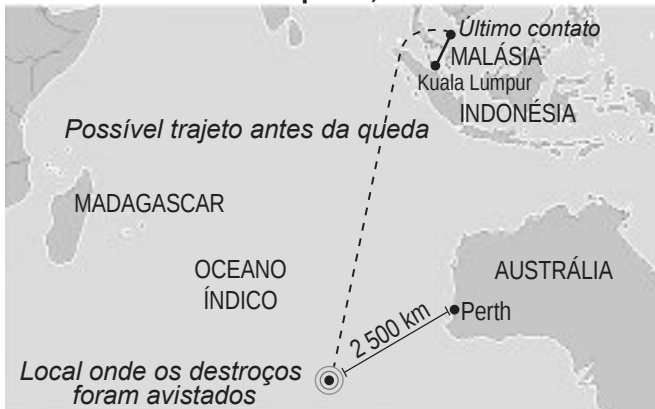 Último contato
MALÁSIA
Kuala Lumpur
INDONÉSIA
Possível trajeto antes da queda
MADAGASCAR
OCEANO
ÍNDICO
AUSTRÁLIA
Perth
2 500 km
Local onde os destroços
foram avistados